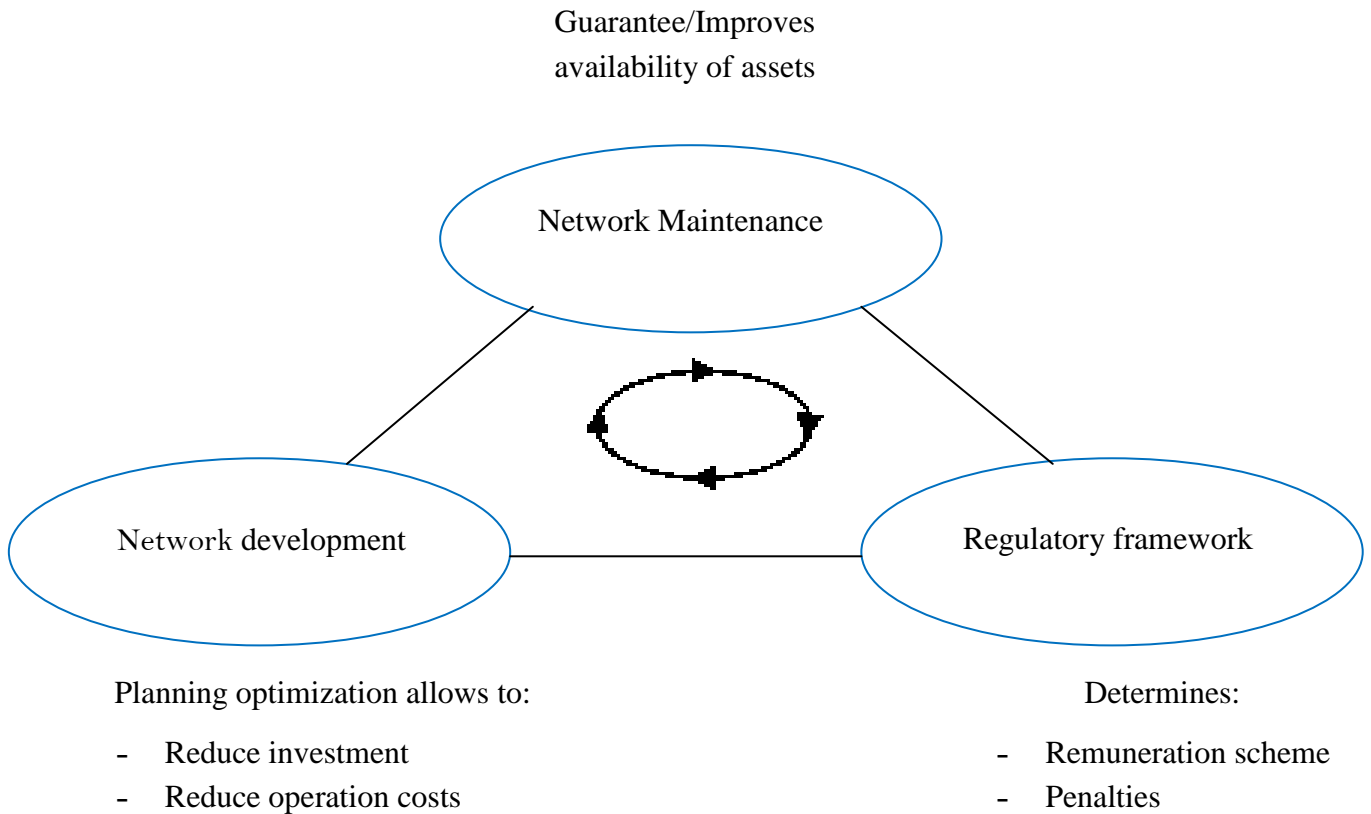 Guarantee/Improves
availability of assets
Network Maintenance
Network development
Regulatory framework
Planning optimization allows to:
- Reduce investment
- Reduce operation costs
Determines:
- Remuneration scheme
- Penalties